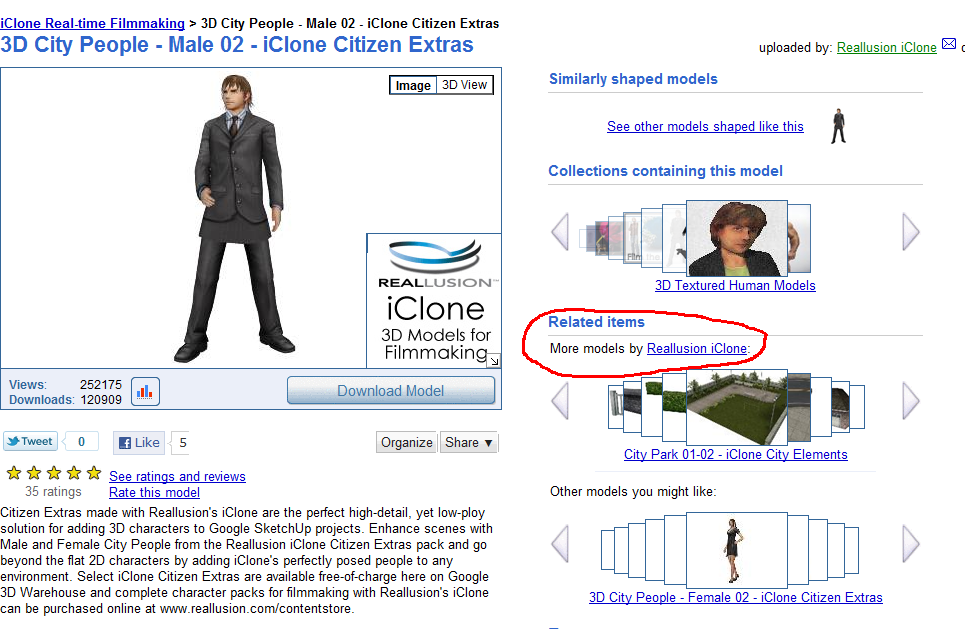 iClone Real-time Filmmaking > 3D City People - Male 02 - iClone Citizen Extras
3D City People - Male 02 - iClone Citizen Extras
uploaded by: Reallusion iClone
Image 3D View
REALLUSION™
iClone
3D Models for
Filmmaking
Views: 252175
Downloads: 120909
Download Model
Tweet 0 Like 5
Organize Share ▼
35 ratings
See ratings and reviews
Rate this model
Citizen Extras made with Reallusion's iClone are the perfect high-detail, yet low-ploy
solution for adding 3D characters to Google SketchUp projects. Enhance scenes with
Male and Female City People from the Reallusion iClone Citizen Extras pack and go
beyond the flat 2D characters by adding iClone's perfectly posed people to any
environment. Select iClone Citizen Extras are available free-of-charge here on Google
3D Warehouse and complete character packs for filmmaking with Reallusion's iClone
can be purchased online at www.reallusion.com/contentstore.
Similarly shaped models
See other models shaped like this
Collections containing this model
3D Textured Human Models
Related items
More models by Reallusion iClone:
City Park 01-02 - iClone City Elements
Other models you might like:
3D City People - Female 02 - iClone Citizen Extras